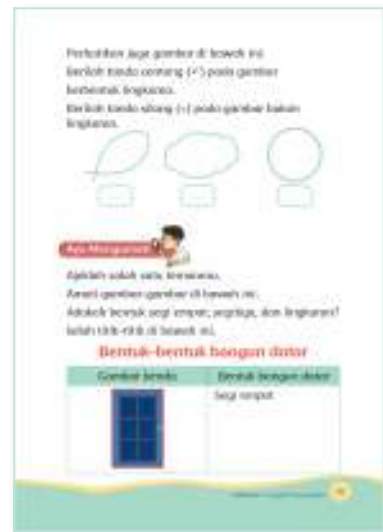 Perhatikan juga gambar di bawah ini.
Berilah tanda centang (✓) pada gambar
berbentuk lingkaran.
Berilah tanda silang (×) pada gambar bukan
lingkaran.
Ayo Mengamati
Ajaklah salah satu temanmu.
Amati gambar-gambar di bawah ini.
Adakah bentuk segi empat, segitiga, dan lingkaran?
Isilah titik-titik di bawah ini.
Bentuk-bentuk bangun datar
Gambar benda
Bentuk bangun datar
Segi empat